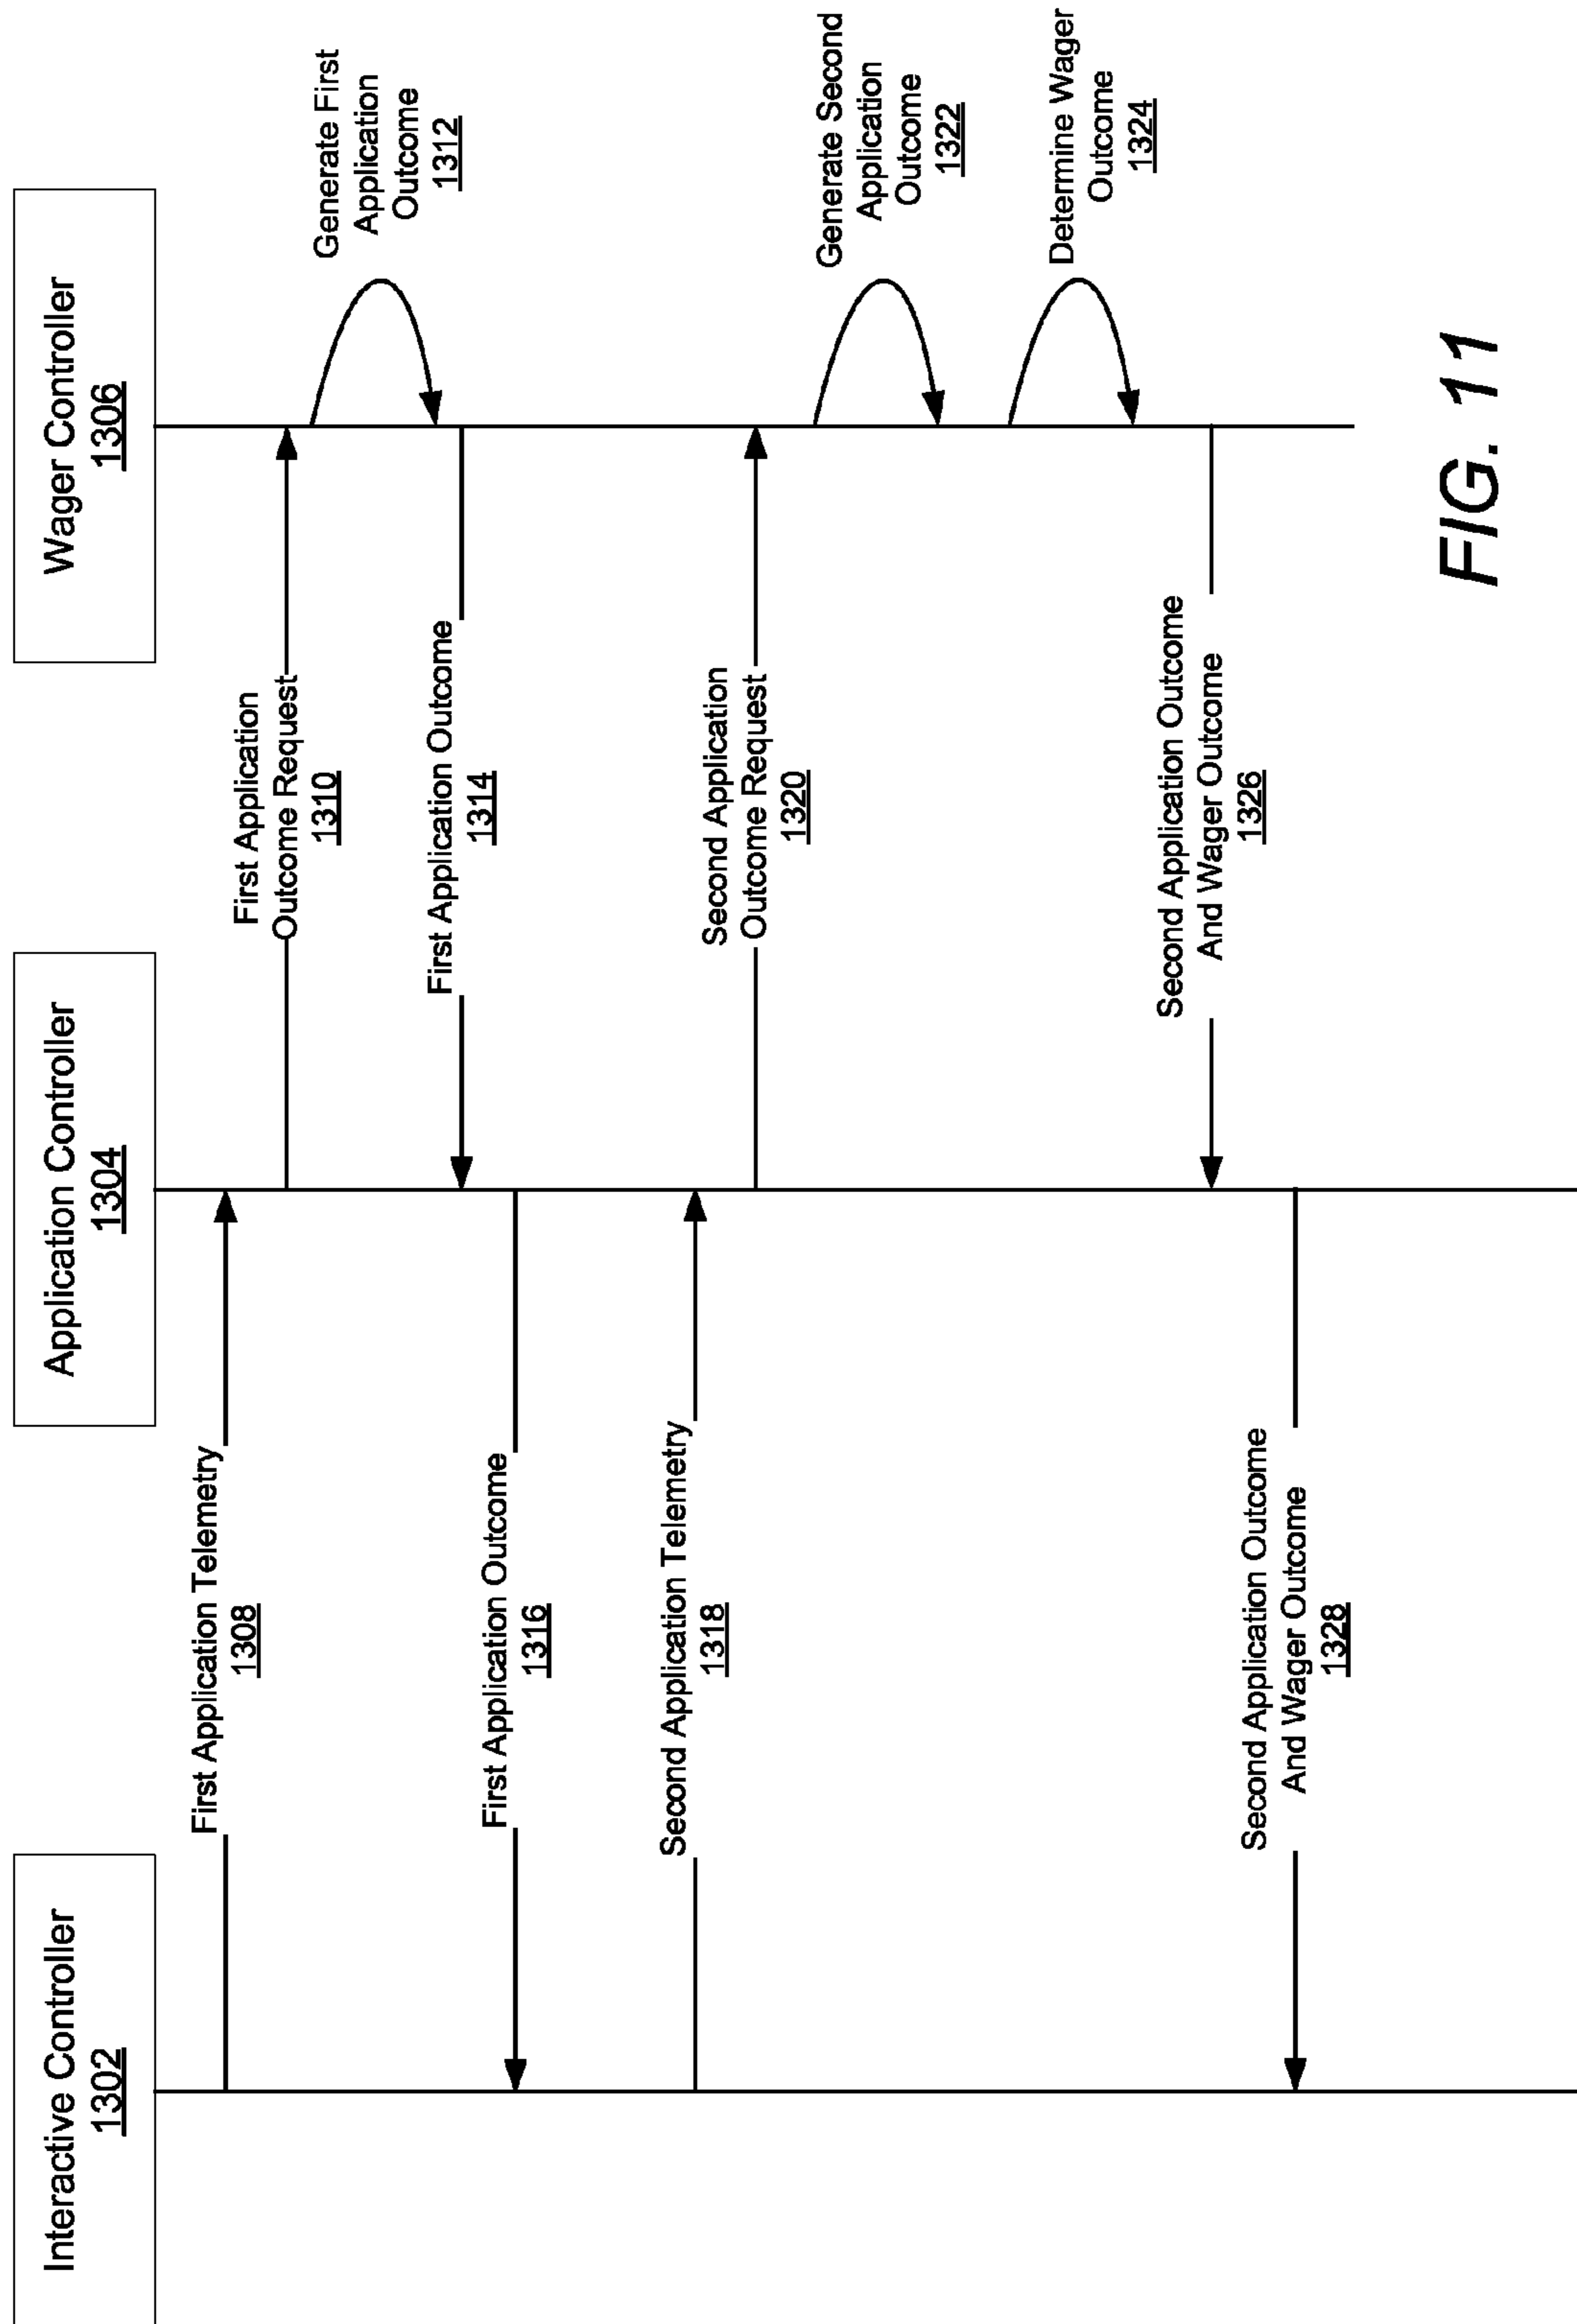 Interactive Controller
1302
Application Controller
1304
Wager Controller
1306
First Application Telemetry
1308
First Application
Outcome Request
1310
Generate First
Application
Outcome
1312
First Application Outcome
1314
First Application Outcome
1316
Second Application Telemetry
1318
Second Application
Outcome Request
1320
Generate Second
Application
Outcome
1322
Determine Wager
Outcome
1324
Second Application Outcome
And Wager Outcome
1326
Second Application Outcome
And Wager Outcome
1328
FIG. 11